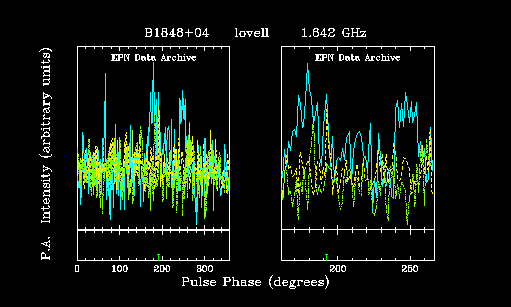 B1848+04 lovell 1.642 GHz
EPN Data Archive EPN Data Archive
P.A. Intensity (arbitrary units)
0 100 200 300 200 250
Pulse Phase (degrees)